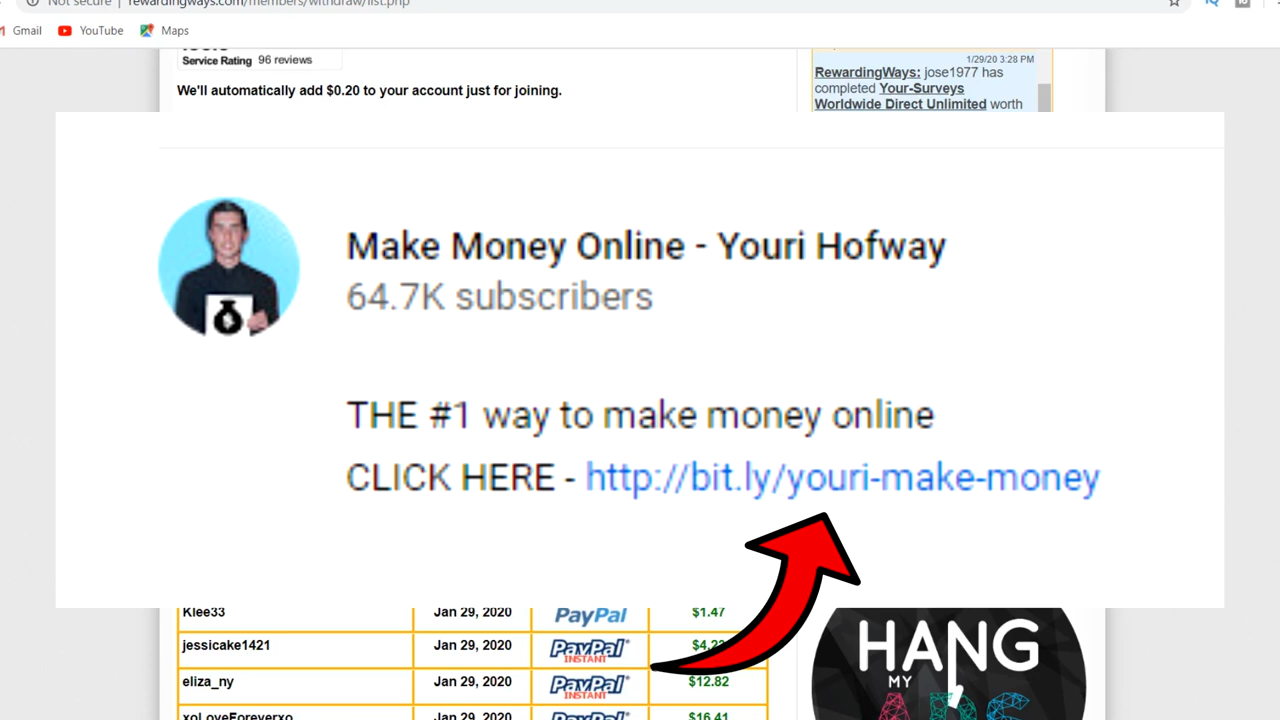 Not secure | rewardingways.com/members/withdraw/list.php
Gmail YouTube Maps
Service Rating 96 reviews
We'll automatically add $0.20 to your account just for joining.
1/29/20 3:28 PM
RewardingWays: jose1977 has
completed Your-Surveys
Worldwide Direct Unlimited worth
Make Money Online - Youri Hofway
64.7K subscribers
THE #1 way to make money online
CLICK HERE - http://bit.ly/youri-make-money
Klee33 Jan 29, 2020 PayPal $1.47
jessicake1421 Jan 29, 2020 PayPal INSTANT
eliza_ny Jan 29, 2020 PayPal INSTANT $12.82
xoLoveForeverxo Jan 29, 2020 PayPal $16.41
HANG
MY
ADS